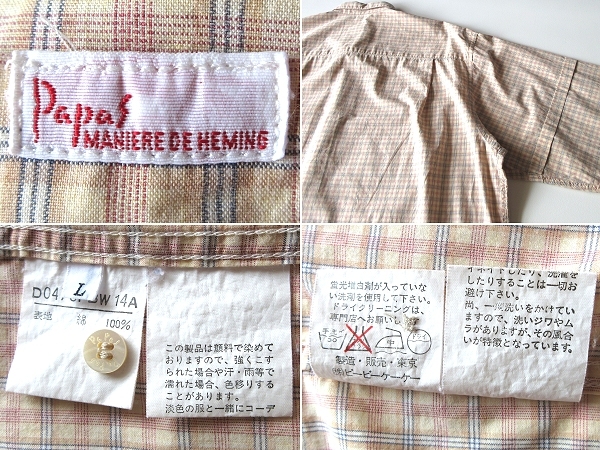 Papas
MANIERE DE HEMING
L
D04. 14A
表地 綿 100%
この製品は顔料で染めて
おりますので、強くこす
られた場合や汗・雨等で
濡れた場合、色移りする
ことがあります。
淡色の服と一緒にコーデ
蛍光増白剤が入っていな
い洗剤を使用して下さい。
ドライクリーニングは、
専門店へお願いし
製造・販売・東京
㈱ビーピーケーケー
したりすることは一切お
避け下さい。
尚、一度洗いをかけてい
ますので、洗いジワやム
ラがありますが、その風合
いが特徴となっています。